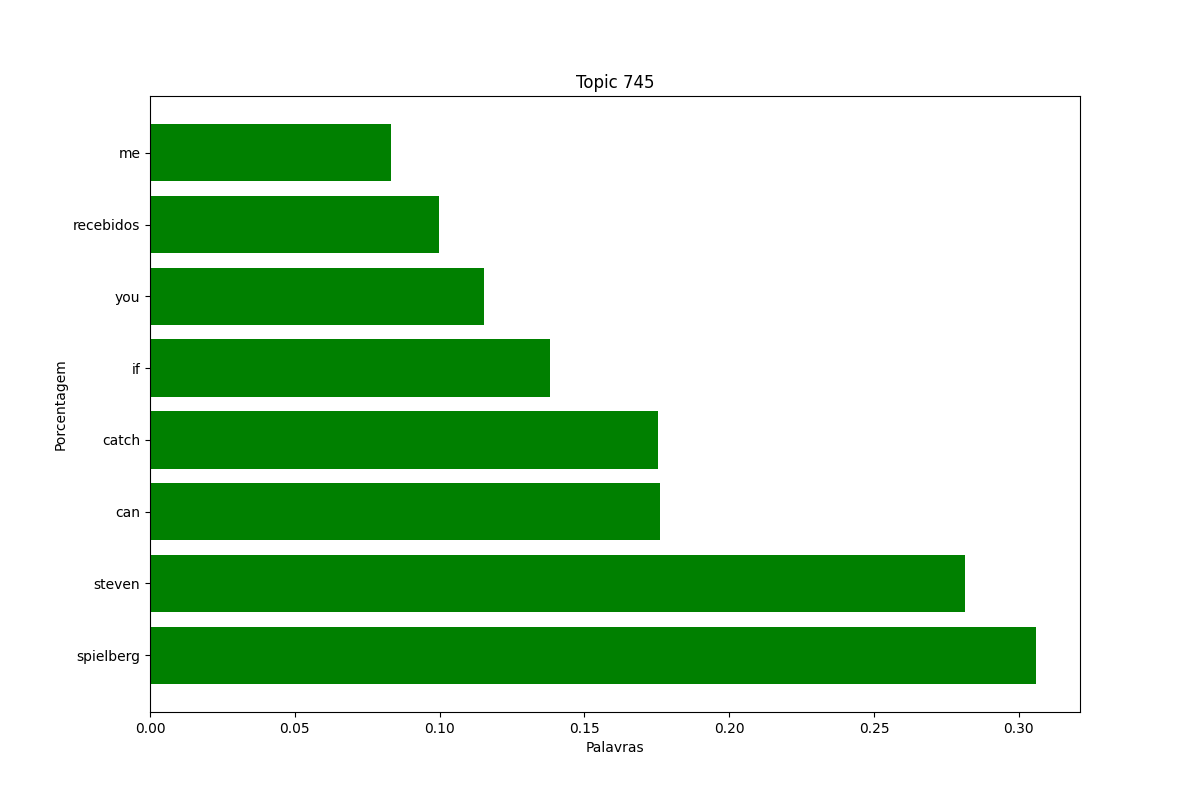 Topic 745
me
recebidos
you
if
catch
can
steven
spielberg
Porcentagem
0.00 0.05 0.10 0.15 0.20 0.25 0.30
Palavras